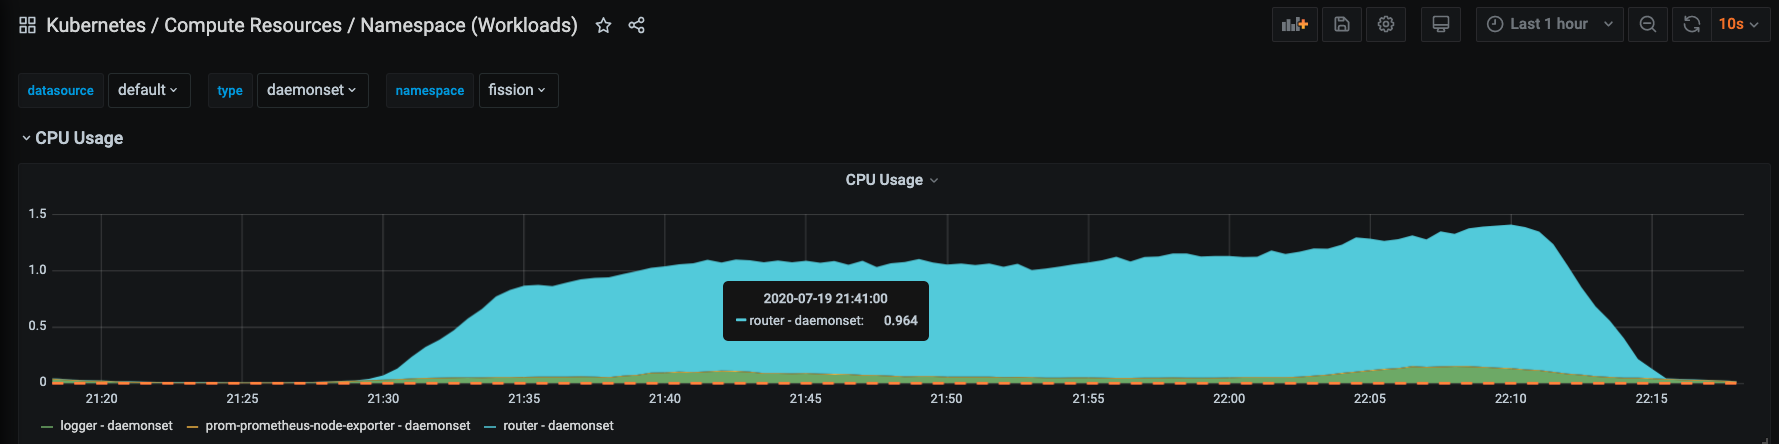 Kubernetes / Compute Resources / Namespace (Workloads)
Last 1 hour
10s
datasource default type daemonset namespace fission
CPU Usage
CPU Usage
1.5
1.0
0.5
0
2020-07-19 21:41:00
router - daemonset: 0.964
21:20 21:25 21:30 21:35 21:40 21:45 21:50 21:55 22:00 22:05 22:10 22:15
logger - daemonset prom-prometheus-node-exporter - daemonset router - daemonset